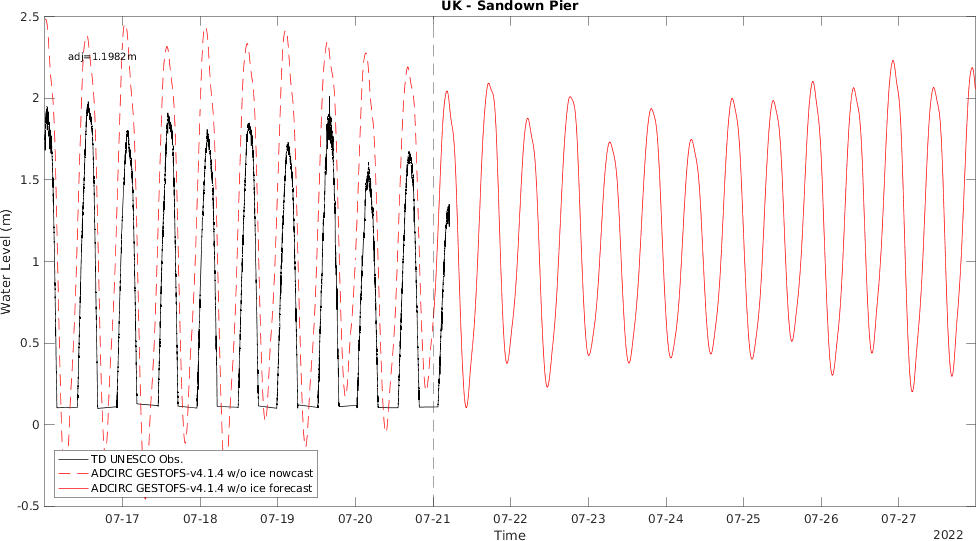 UK - Sandown Pier
adj=1.1982m
2.5
2
1.5
1
0.5
0
-0.5
Water Level (m)
TD UNESCO Obs.
ADCIRC GESTOFS-v4.1.4 w/o ice nowcast
ADCIRC GESTOFS-v4.1.4 w/o ice forecast
07-17 07-18 07-19 07-20 07-21 07-22 07-23 07-24 07-25 07-26 07-27
Time
2022